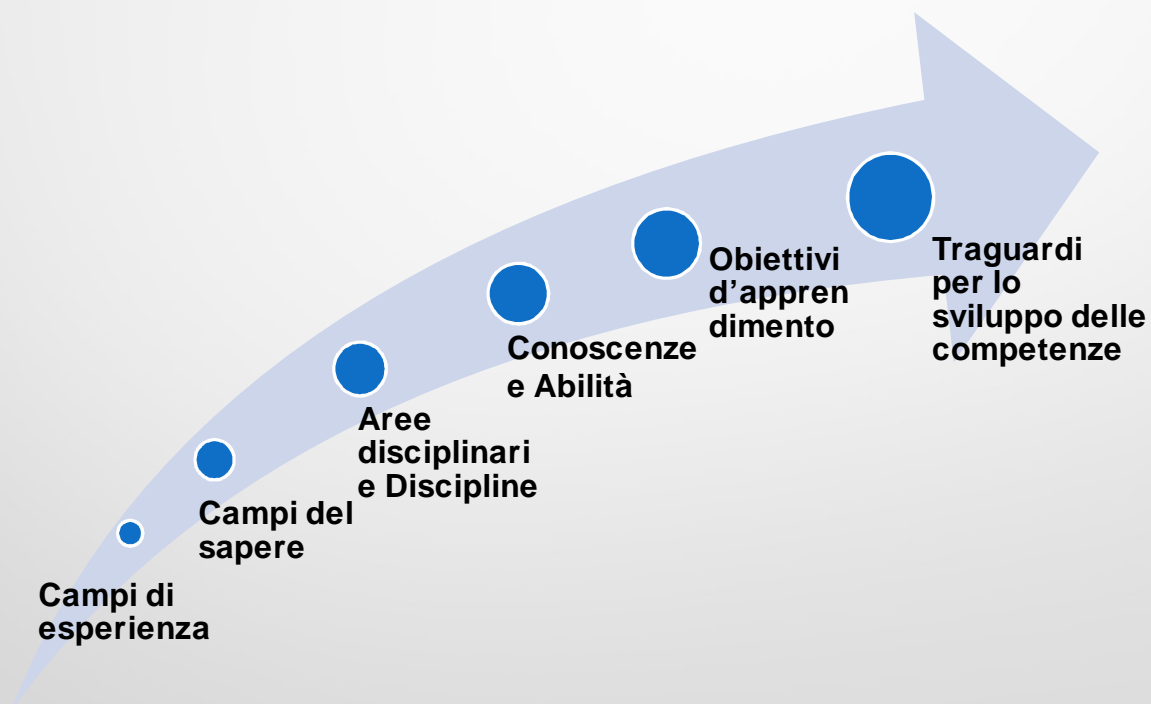 Campi di
esperienza
Campi del
sapere
Aree
disciplinari
e Discipline
Conoscenze
e Abilità
Obiettivi
d’appren
dimento
Traguardi
per lo
sviluppo delle
competenze